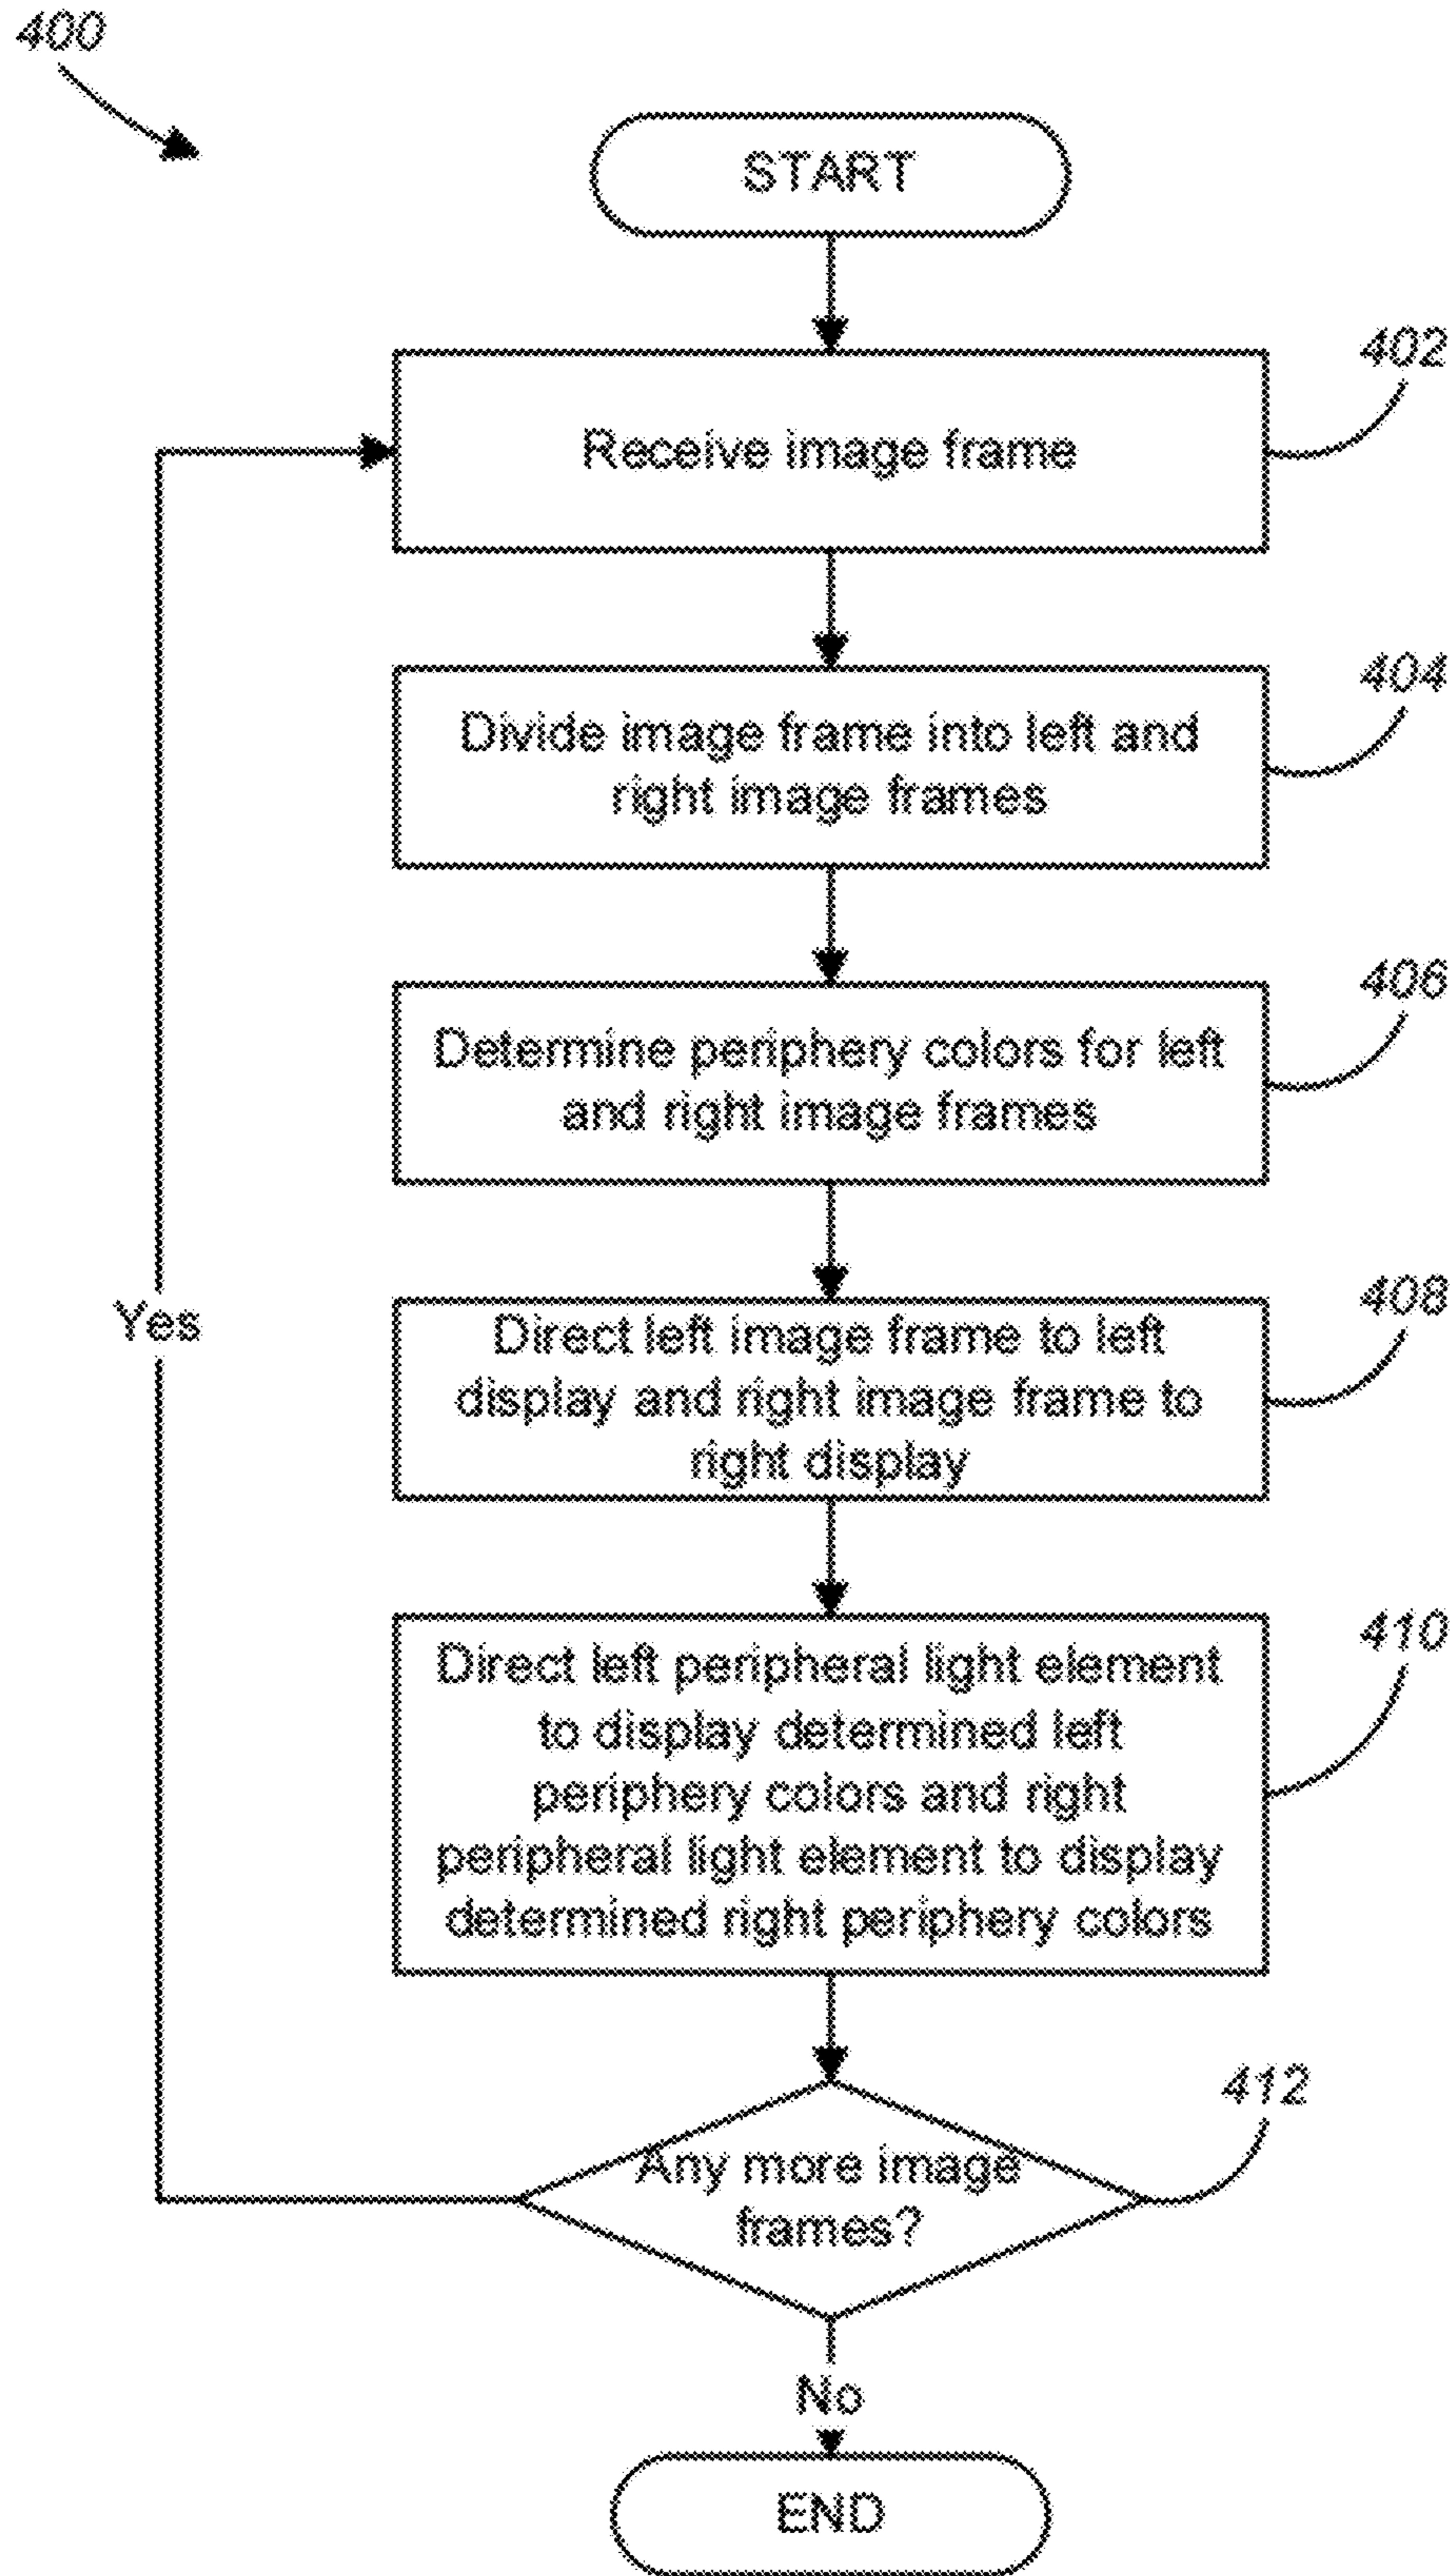 400
START
402
Receive image frame
404
Divide image frame into left and
right image frames
406
Determine periphery colors for left
and right image frames
408
Direct left image frame to left
display and right image frame to
right display
Yes
410
Direct left peripheral light element
to display determined left
periphery colors and right
peripheral light element to display
determined right periphery colors
412
Any more image
frames?
No
END